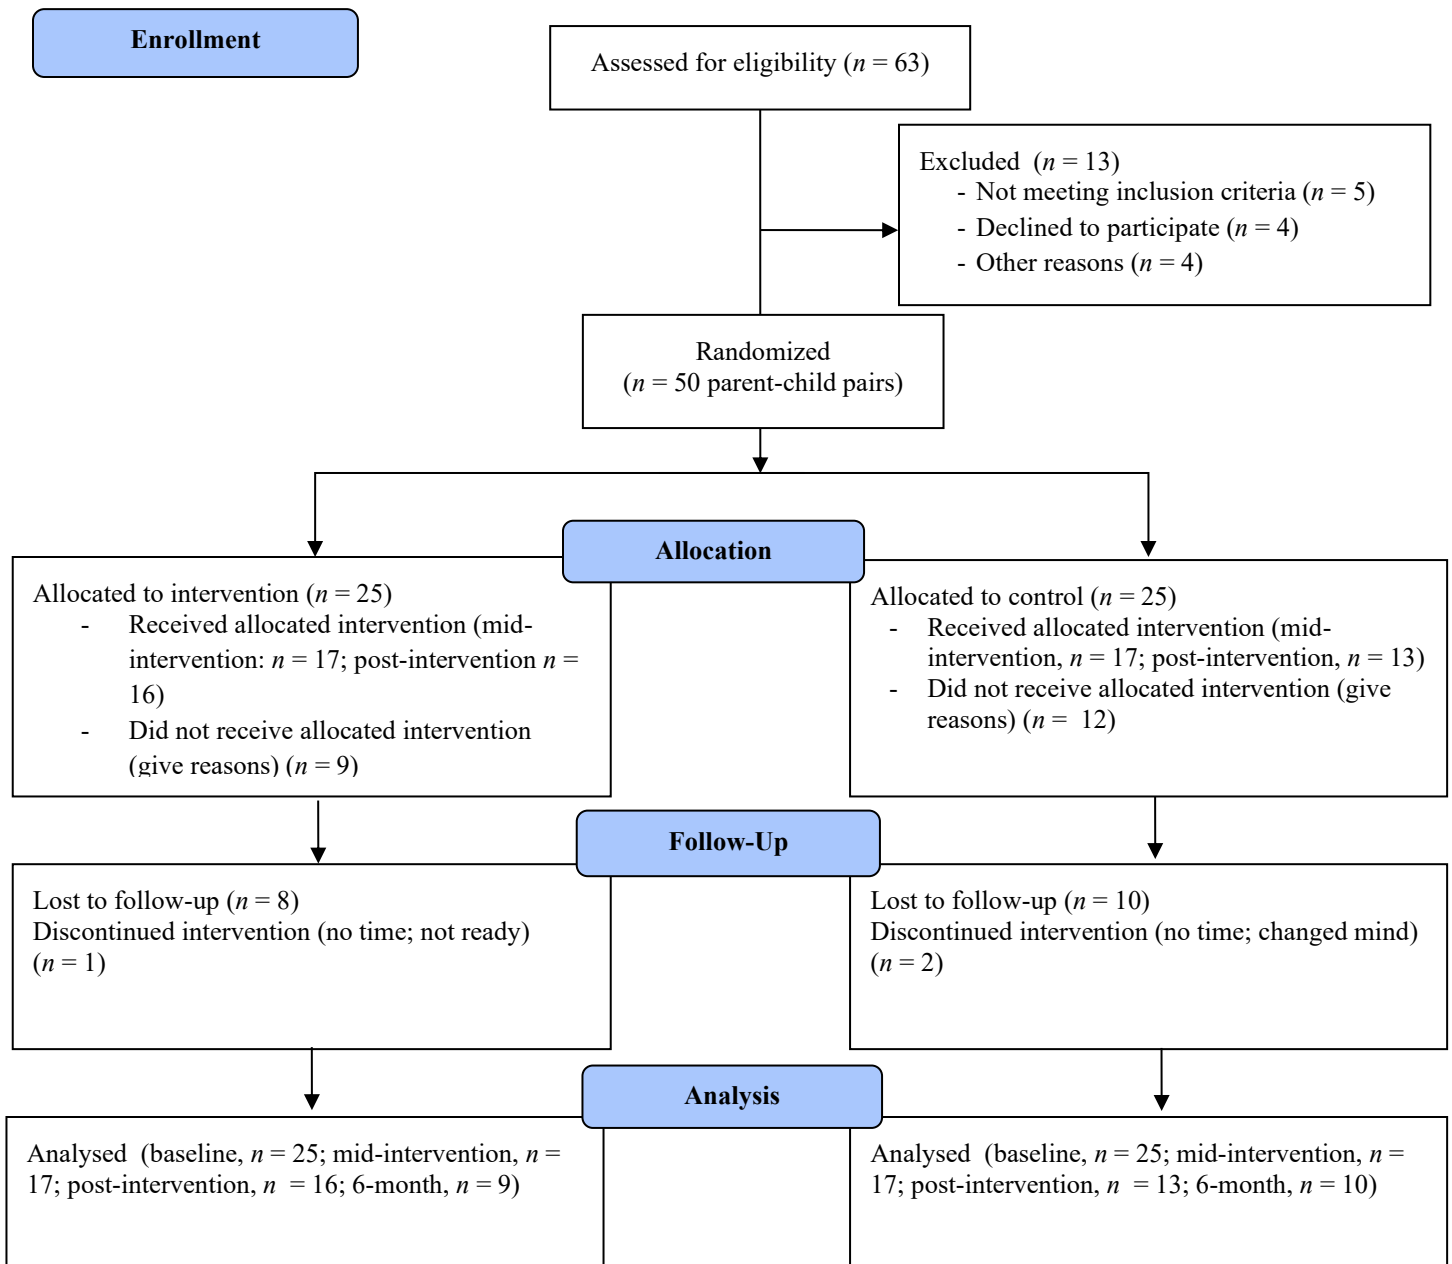 Enrollment
Assessed for eligibility (n = 63)
Excluded  (n = 13)
- Not meeting inclusion criteria (n = 5)
- Declined to participate (n = 4)
- Other reasons (n = 4)
Randomized
(n = 50 parent-child pairs)
Allocation
Allocated to intervention (n = 25)
- Received allocated intervention (mid-
intervention: n = 17; post-intervention n =
16)
- Did not receive allocated intervention
(give reasons) (n = 9)
Allocated to control (n = 25)
- Received allocated intervention (mid-
intervention, n = 17; post-intervention, n = 13)
- Did not receive allocated intervention (give
reasons) (n =  12)
Follow-Up
Lost to follow-up (n = 8)
Discontinued intervention (no time; not ready)
(n = 1)
Lost to follow-up (n = 10)
Discontinued intervention (no time; changed mind)
(n = 2)
Analysis
Analysed  (baseline, n = 25; mid-intervention, n =
17; post-intervention, n  = 16; 6-month, n = 9)
Analysed  (baseline, n = 25; mid-intervention, n =
17; post-intervention, n  = 13; 6-month, n = 10)